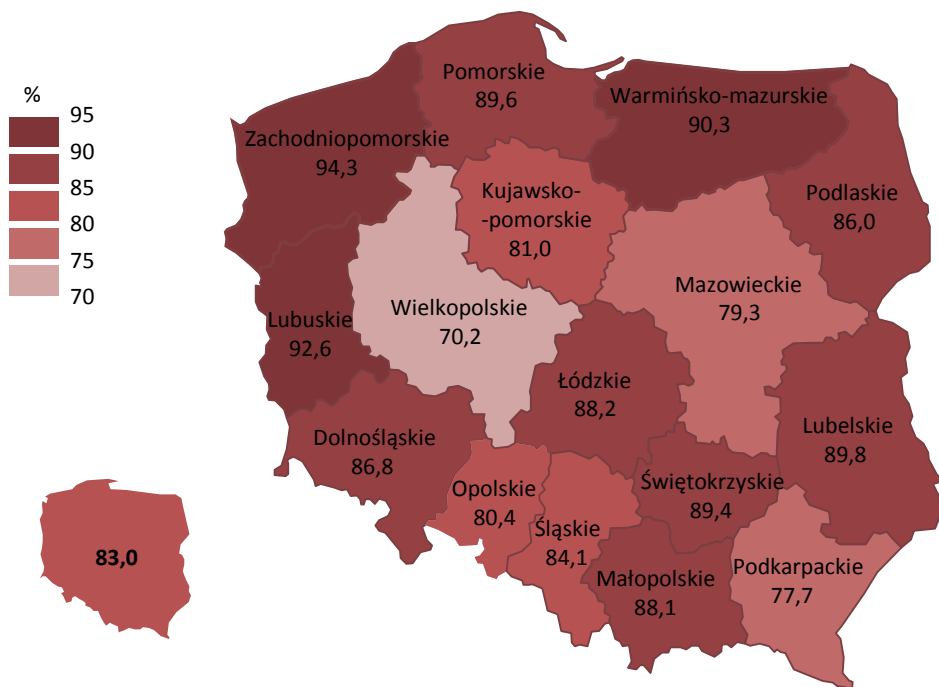 %
95
90
85
80
75
70
Pomorskie
89,6
Warmińsko-mazurskie
90,3
Zachodniopomorskie
94,3
Kujawsko-
-pomorskie
81,0
Podlaskie
86,0
Mazowieckie
79,3
Wielkopolskie
70,2
Lubuskie
92,6
Łódzkie
88,2
Lubelskie
89,8
Dolnośląskie
86,8
Opolskie
80,4
Śląskie
84,1
Świętokrzyskie
89,4
Małopolskie
88,1
Podkarpackie
77,7
83,0